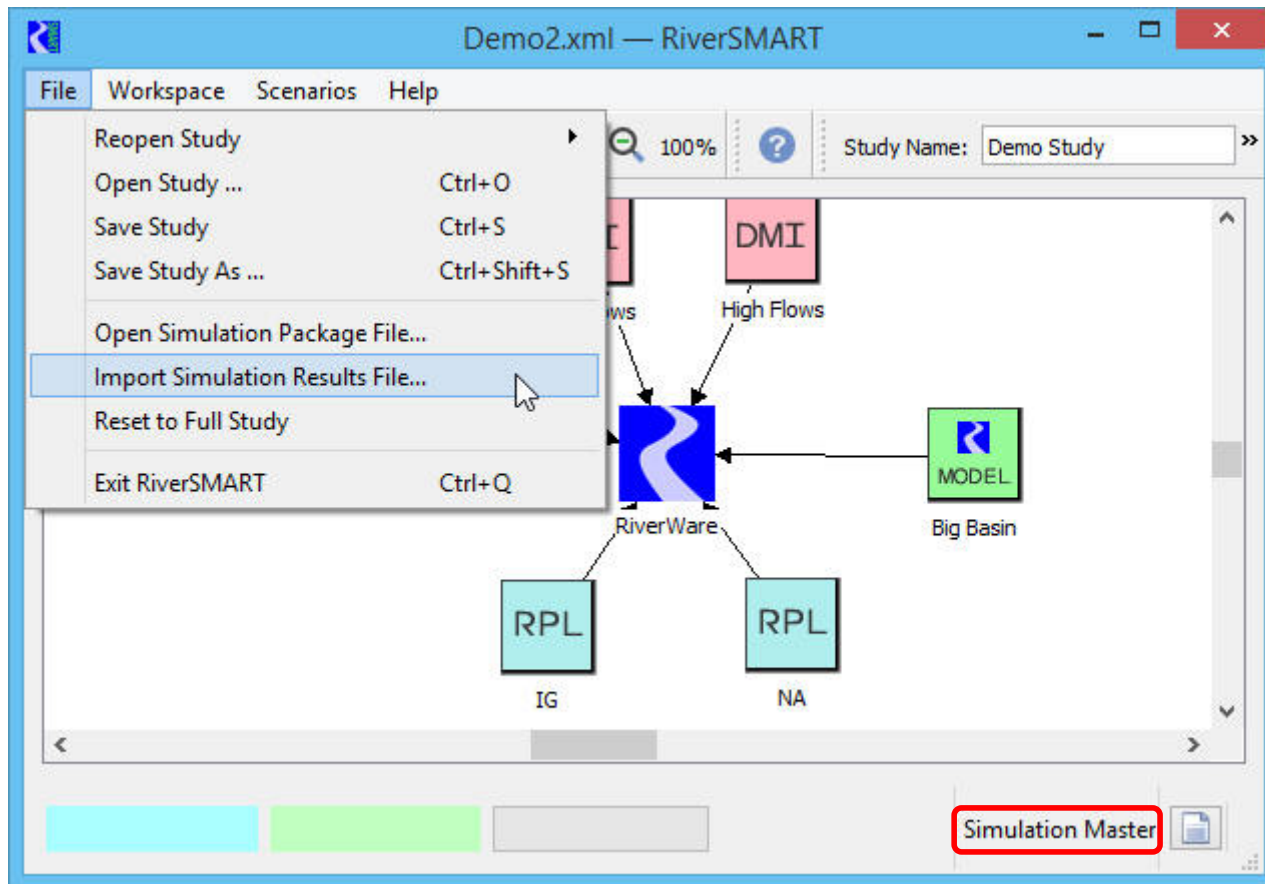 Demo2.xml — RiverSMART
File Workspace Scenarios Help
Reopen Study
Open Study ... Ctrl+O
Save Study Ctrl+S
Save Study As ... Ctrl+Shift+S
Open Simulation Package File...
Import Simulation Results File...
Reset to Full Study
Exit RiverSMART Ctrl+Q
100% ? Study Name: Demo Study »
DMI
High Flows
RiverWare
MODEL
Big Basin
RPL
IG
RPL
NA
Simulation Master